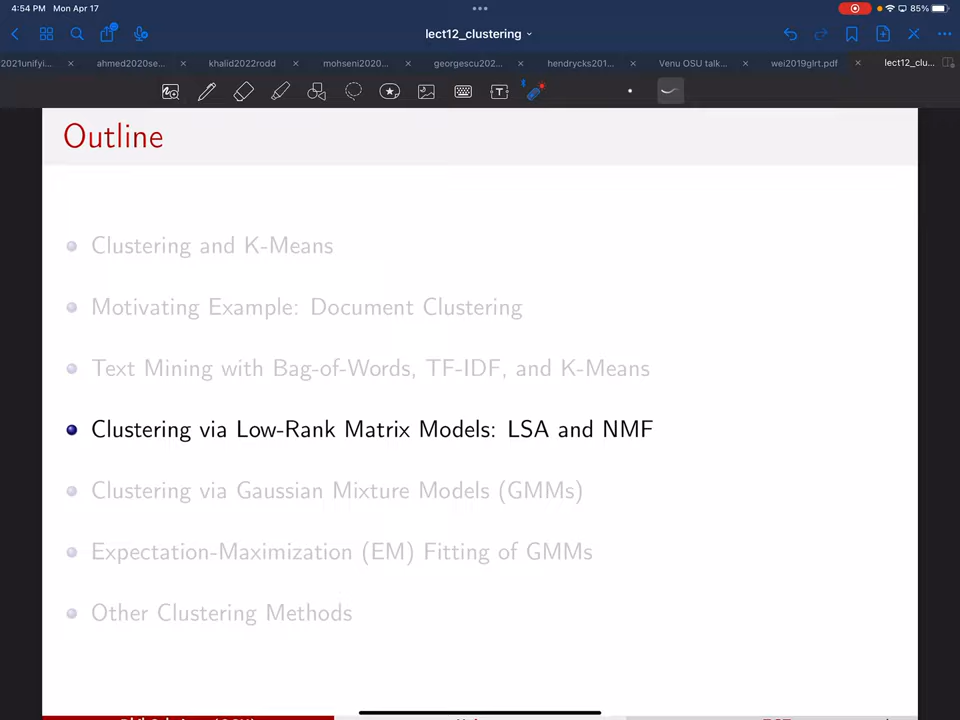 4:54 PM Mon Apr 17
85%
lect12_clustering
2021unifyi...
ahmed2020se...
khalid2022rodd
mohseni2020...
georgescu202...
hendrycks201...
Venu OSU talk...
wei2019glrt.pdf
lect12_clu...
Outline
Clustering and K-Means
Motivating Example: Document Clustering
Text Mining with Bag-of-Words, TF-IDF, and K-Means
Clustering via Low-Rank Matrix Models: LSA and NMF
Clustering via Gaussian Mixture Models (GMMs)
Expectation-Maximization (EM) Fitting of GMMs
Other Clustering Methods